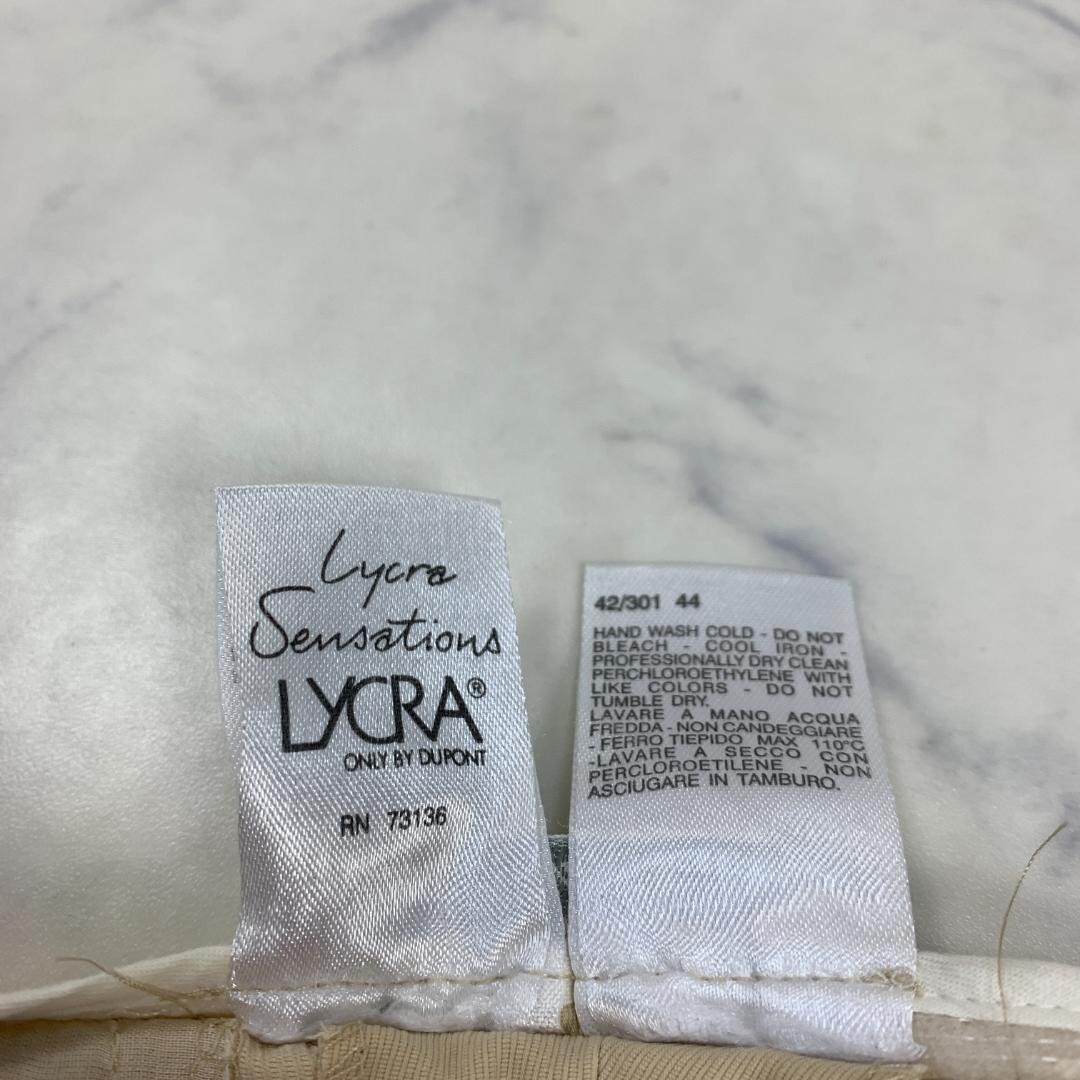 Lycra
Sensations
LYCRA®
ONLY BY DUPONT
RN 73136
42/301 44
HAND WASH COLD - DO NOT
BLEACH - COOL IRON -
PROFESSIONALLY DRY CLEAN
PERCHLOROETHYLENE WITH
LIKE COLORS - DO NOT
TUMBLE DRY.
LAVARE A MANO ACQUA
FREDDA - NON CANDEGGIARE
- FERRO TIEPIDO MAX 110°C
-LAVARE A SECCO CON
PERCLOROETILENE - NON
ASCIUGARE IN TAMBURO.